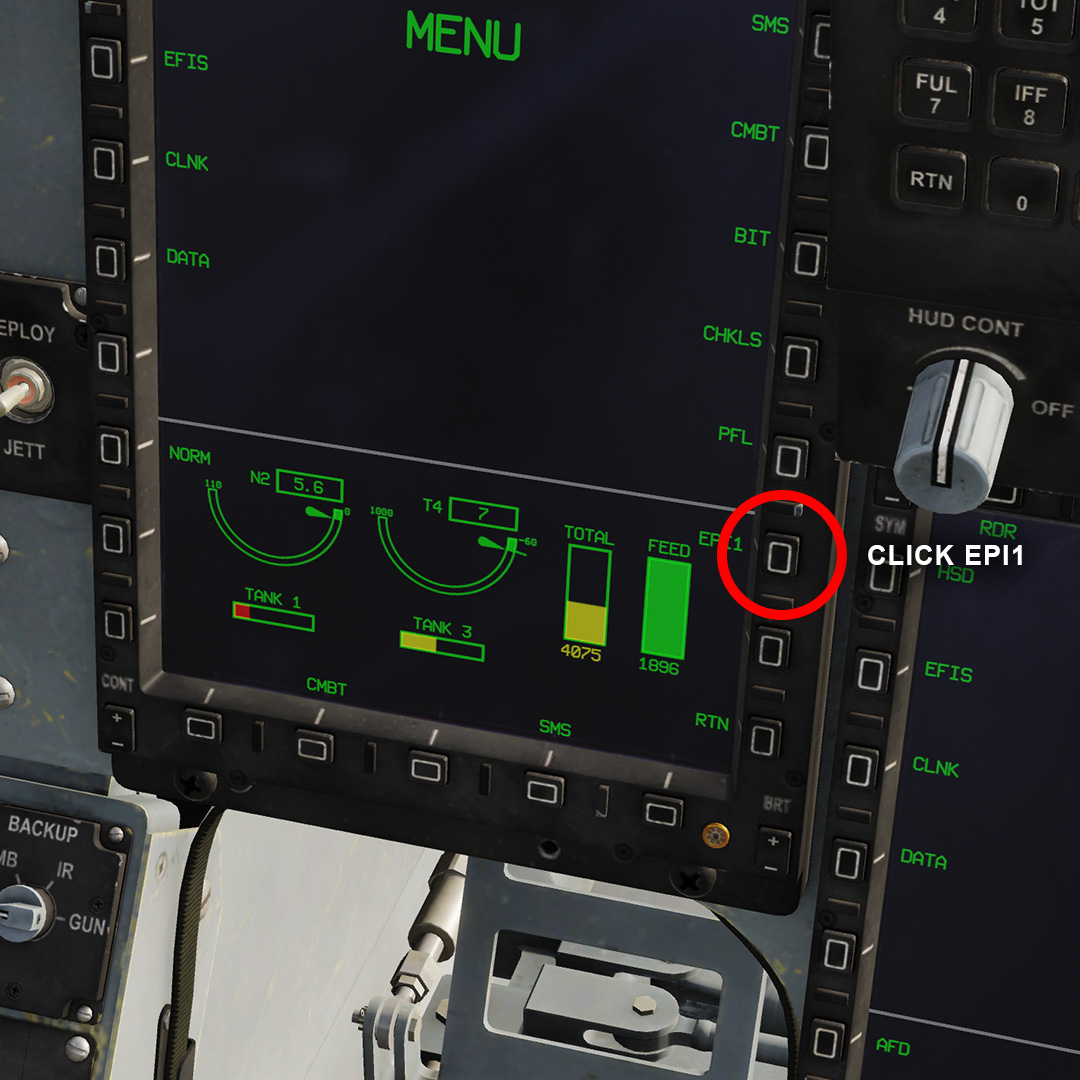 MENU
EFIS
CLNK
DATA
SMS
CMBT
BIT
CHKLS
PFL
NORM
N2 5.6
110
0
T4 7
1000
-60
TANK 1
TANK 3
TOTAL
4075
FEED
1896
EPI1
CMBT
SMS
RTN
CONT
+
-
BRT
+
-
4
5
FUL
7
IFF
8
RTN
0
HUD CONT
OFF
SYM
CLICK EPI1
RDR
HSD
EFIS
CLNK
DATA
AFD
JETT
BACKUP
IR
GUN